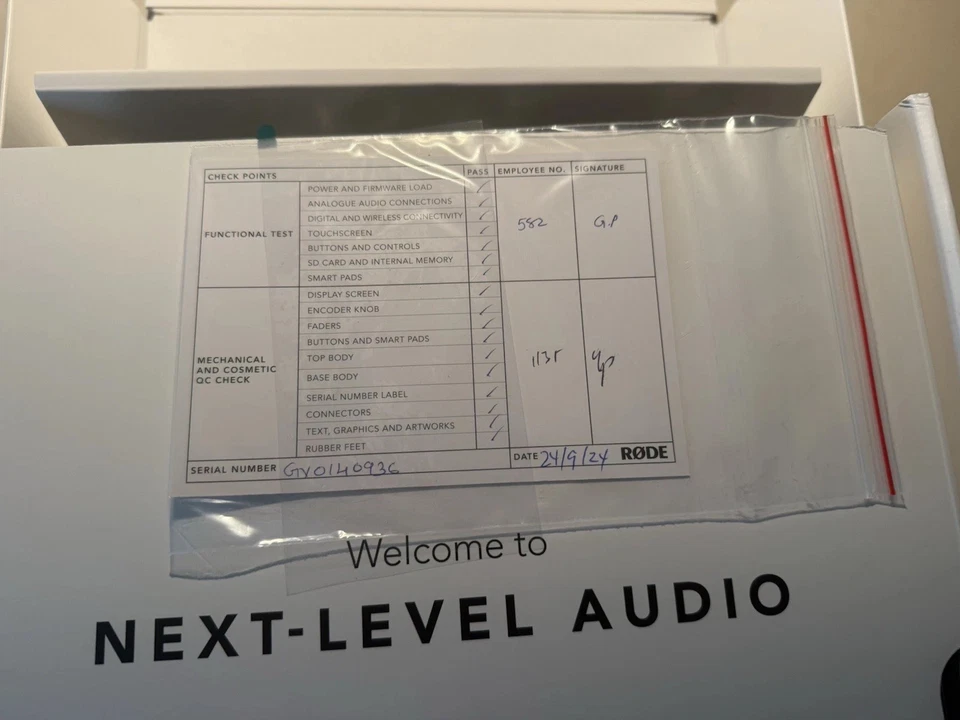 CHECK POINTS PASS EMPLOYEE NO. SIGNATURE
FUNCTIONAL TEST
POWER AND FIRMWARE LOAD ✓
ANALOGUE AUDIO CONNECTIONS ✓
DIGITAL AND WIRELESS CONNECTIVITY ✓
TOUCHSCREEN ✓
BUTTONS AND CONTROLS ✓
SD CARD AND INTERNAL MEMORY ✓
SMART PADS ✓
582 G.P
MECHANICAL
AND COSMETIC
QC CHECK
DISPLAY SCREEN ✓
ENCODER KNOB ✓
FADERS ✓
BUTTONS AND SMART PADS ✓
TOP BODY ✓
BASE BODY ✓
SERIAL NUMBER LABEL ✓
CONNECTORS ✓
TEXT, GRAPHICS AND ARTWORKS ✓
RUBBER FEET ✓
SERIAL NUMBER GY0140936 DATE 24/9/24 RØDE
Welcome to
NEXT-LEVEL AUDIO